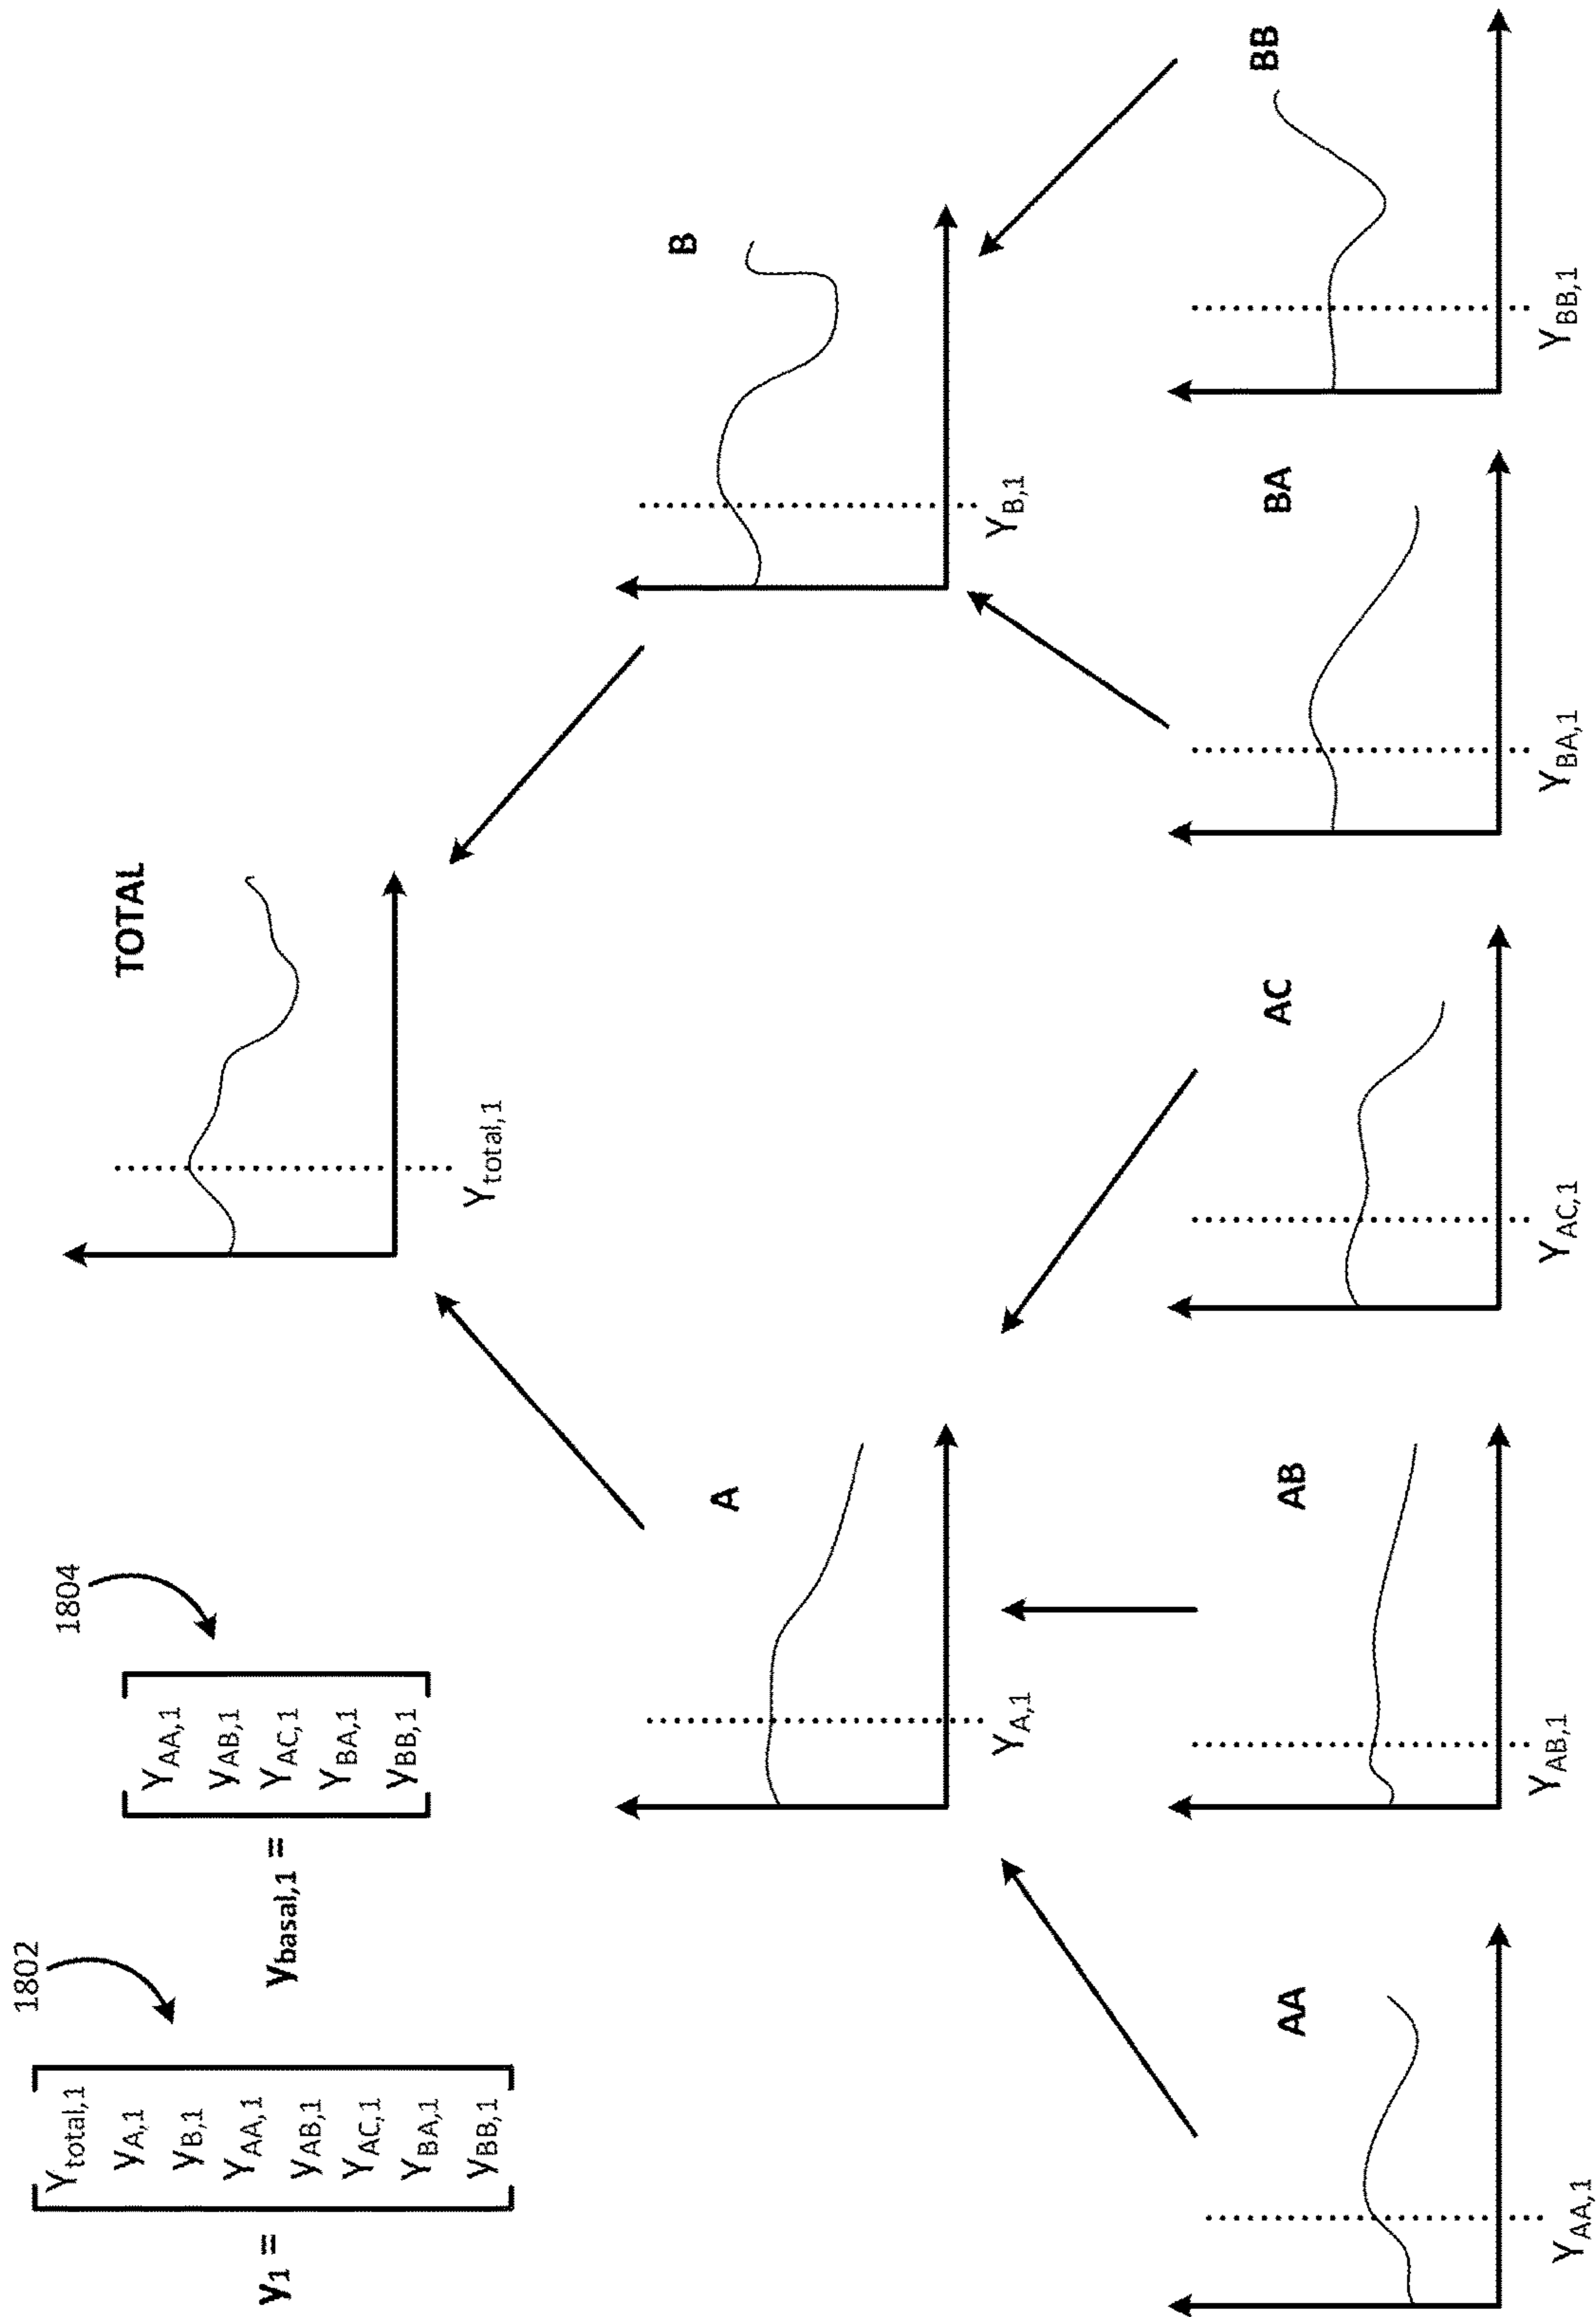 1802
1804
y1 =
Ytotal,1
yA,1
yB,1
YAA,1
yAB,1
YAC,1
YBA,1
yBB,1
ybasal,1 =
YAA,1
yAB,1
YAC,1
YBA,1
yBB,1
TOTAL
Ytotal,1
A
YA,1
B
YB,1
AA
YAA,1
AB
YAB,1
AC
YAC,1
BA
YBA,1
BB
YBB,1